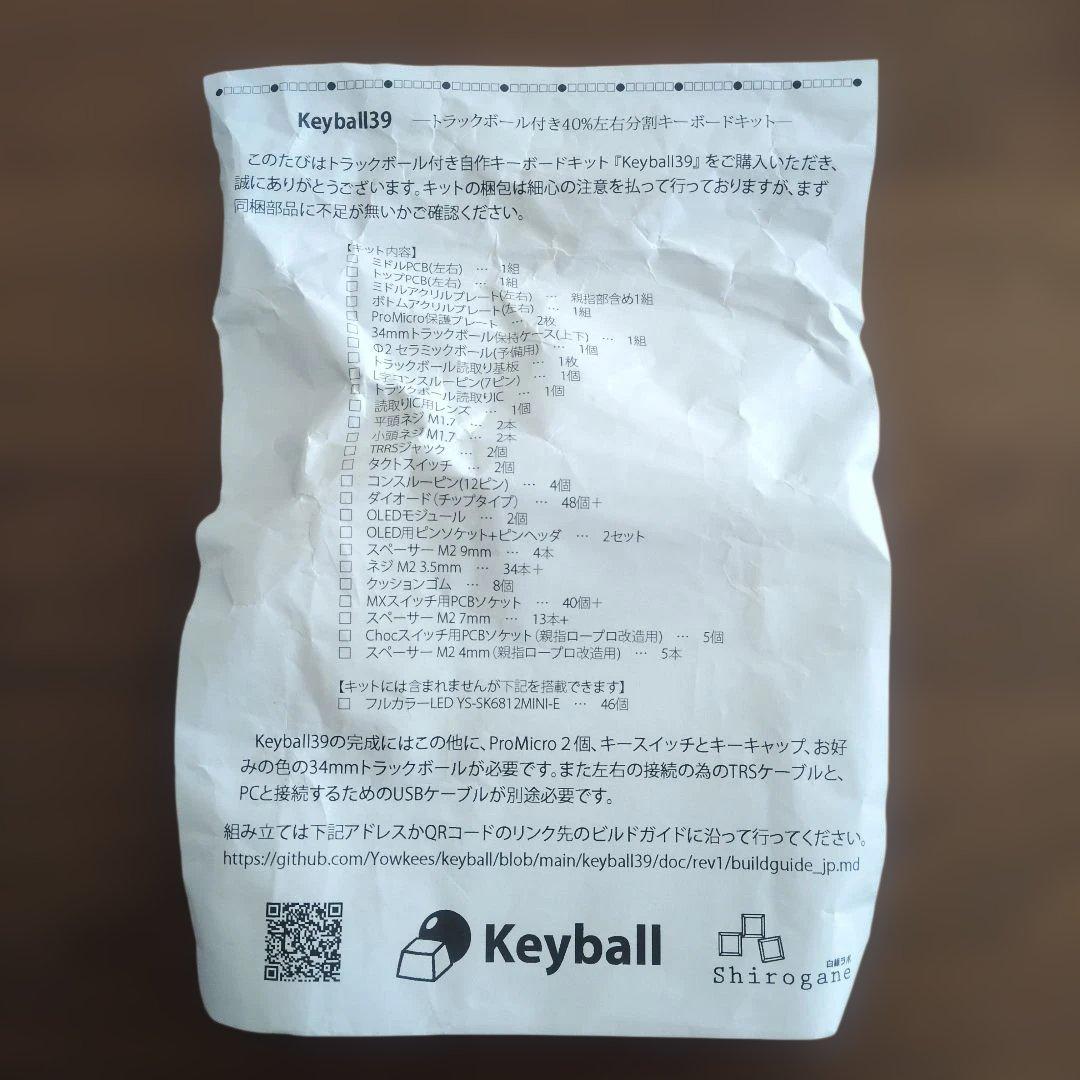 Keyball39 ―トラックボール付き40%左右分割キーボードキット―
このたびはトラックボール付き自作キーボードキット『Keyball39』をご購入いただき、
誠にありがとうございます。キットの梱包は細心の注意を払って行っておりますが、まず
同梱部品に不足が無いかご確認ください。
【キット内容】
□ ミドルPCB(左右) … 1組
□ トップPCB(左右) … 1組
□ ミドルアクリルプレート(左右) … 親指部含め1組
□ ボトムアクリルプレート(左右) … 1組
□ ProMicro保護プレート … 2枚
□ 34mmトラックボール保持ケース(上下) … 1組
□ Φ2 セラミックボール(予備用) … 1個
□ トラックボール読取り基板 … 1枚
□ L字コンスルーピン(7ピン) … 1個
□ トラックボール読取りIC … 1個
□ 読取りIC用レンズ … 1個
□ 平頭ネジ M1.7 … 2本
□ 小頭ネジ M1.7 … 2本
□ TRRSジャック … 2個
□ タクトスイッチ … 2個
□ コンスルーピン(12ピン) … 4個
□ ダイオード(チップタイプ) … 48個+
□ OLEDモジュール … 2個
□ OLED用ピンソケット+ピンヘッダ … 2セット
□ スペーサー M2 9mm … 4本
□ ネジ M2 3.5mm … 34本+
□ クッションゴム … 8個
□ MXスイッチ用PCBソケット … 40個+
□ スペーサー M2 7mm … 13本+
□ Chocスイッチ用PCBソケット(親指ロープロ改造用) … 5個
□ スペーサー M2 4mm(親指ロープロ改造用) … 5本
【キットには含まれませんが下記を搭載できます】
□ フルカラーLED YS-SK6812MINI-E … 46個
Keyball39の完成にはこの他に、ProMicro 2個、キースイッチとキーキャップ、お好
みの色の34mmトラックボールが必要です。また左右の接続の為のTRSケーブルと、
PCと接続するためのUSBケーブルが別途必要です。
組み立ては下記アドレスかQRコードのリンク先のビルドガイドに沿って行ってください。
https://github.com/Yowkees/keyball/blob/main/keyball39/doc/rev1/buildguide_jp.md
Keyball
白銀ラボ
Shirogane